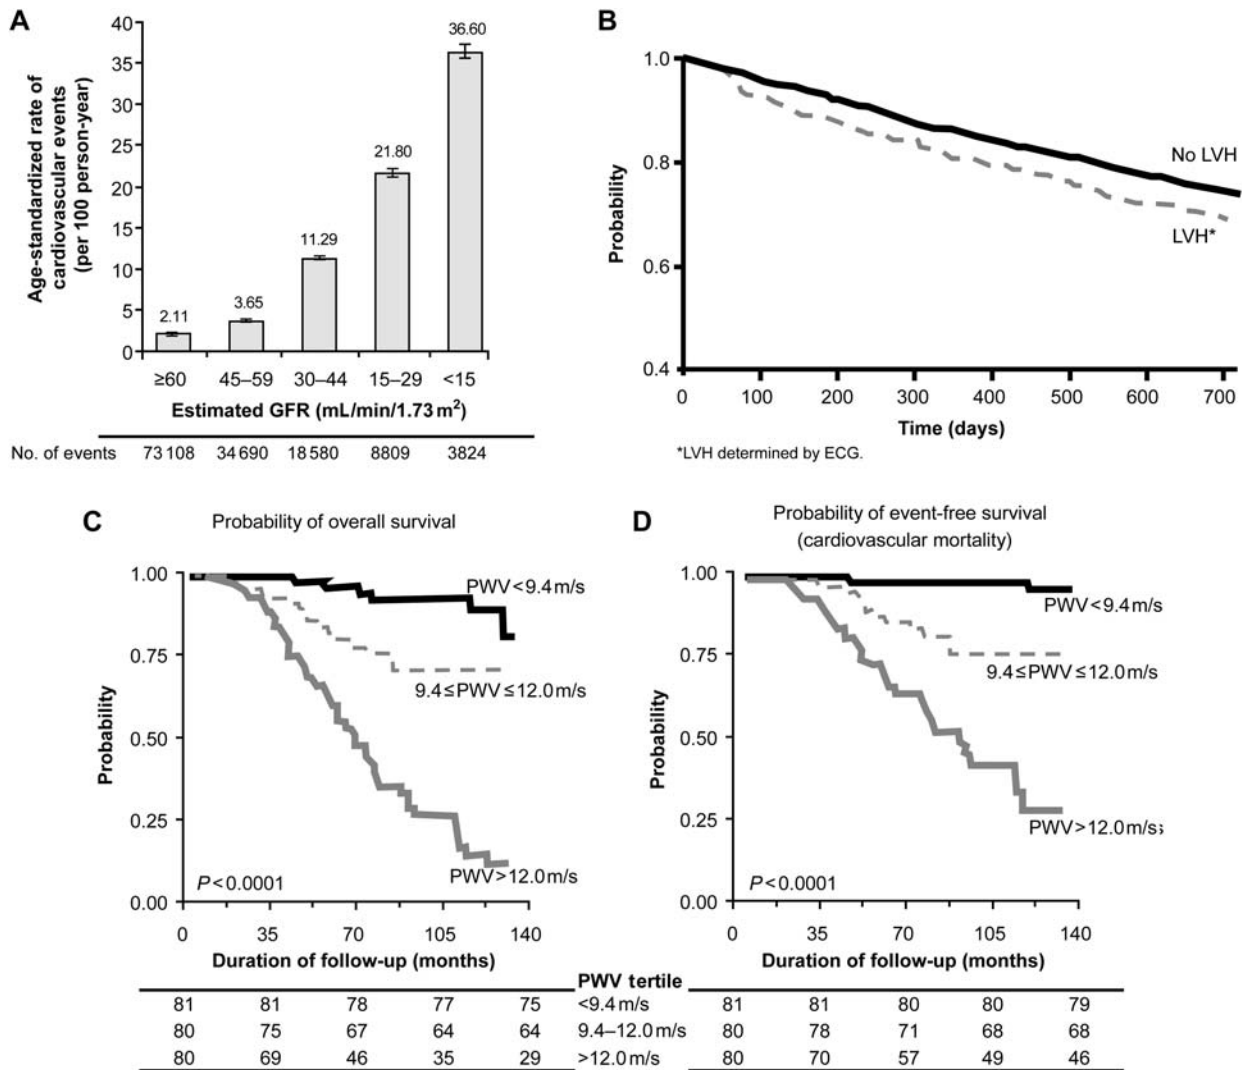 A
Age-standardized rate of
cardiovascular events
(per 100 person-year)
40
35
30
25
20
15
10
5
0
2.11
3.65
11.29
21.80
36.60
≥60 45–59 30–44 15–29 <15
Estimated GFR (mL/min/1.73 m²)
No. of events 73 108 34 690 18 580 8809 3824
B
Probability
1.0
0.8
0.6
0.4
No LVH
LVH*
0 100 200 300 400 500 600 700
Time (days)
*LVH determined by ECG.
C
Probability of overall survival
Probability
1.00
0.75
0.50
0.25
0.00
PWV<9.4 m/s
9.4≤PWV≤12.0 m/s
PWV>12.0 m/s
P<0.0001
0 35 70 105 140
Duration of follow-up (months)
D
Probability of event-free survival
(cardiovascular mortality)
Probability
1.00
0.75
0.50
0.25
0.00
PWV<9.4 m/s
9.4≤PWV≤12.0 m/s
PWV>12.0 m/s
P<0.0001
0 35 70 105 140
Duration of follow-up (months)
PWV tertile
81 81 78 77 75 <9.4 m/s 81 81 80 80 79
80 75 67 64 64 9.4–12.0 m/s 80 78 71 68 68
80 69 46 35 29 >12.0 m/s 80 70 57 49 46